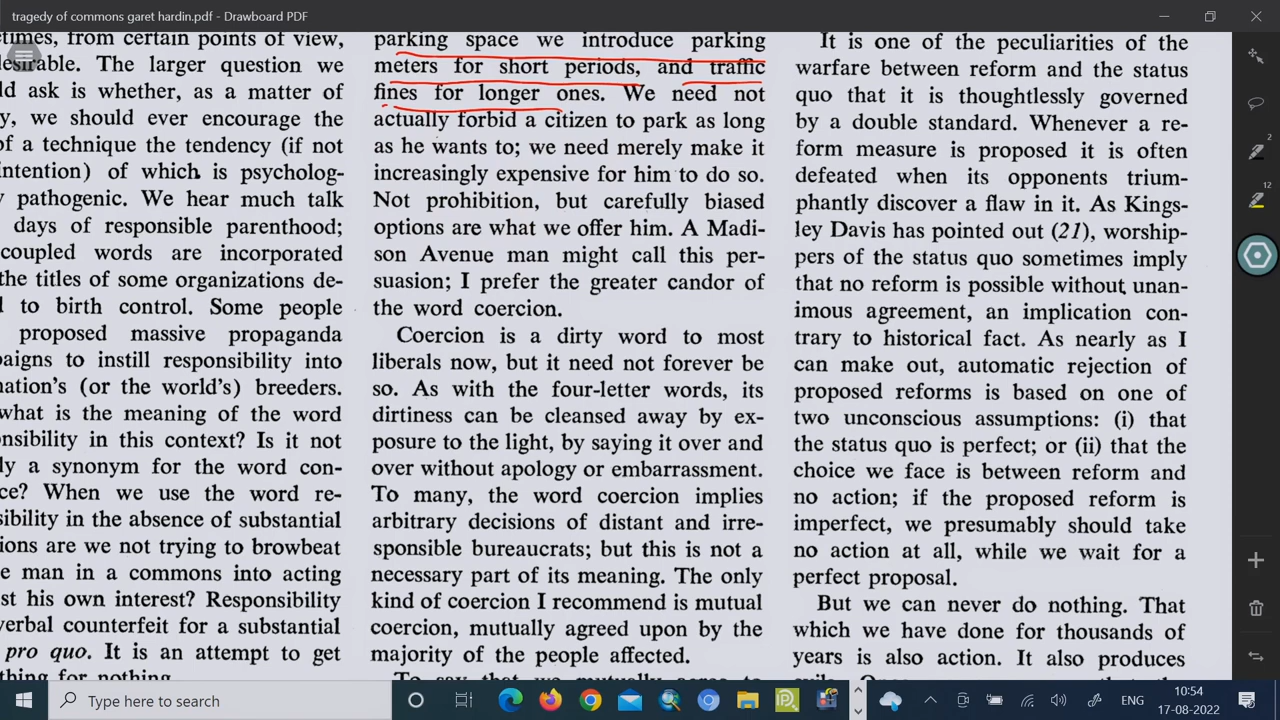 tragedy of commons garet hardin.pdf - Drawboard PDF
times, from certain points of view,
desirable. The larger question we
ld ask is whether, as a matter of
y, we should ever encourage the
of a technique the tendency (if not
intention) of which is psycholog-
y pathogenic. We hear much talk
days of responsible parenthood;
coupled words are incorporated
the titles of some organizations de-
d to birth control. Some people
proposed massive propaganda
paigns to instill responsibility into
nation's (or the world's) breeders.
what is the meaning of the word
onsibility in this context? Is it not
ly a synonym for the word con-
ce? When we use the word re-
sibility in the absence of substantial
ions are we not trying to browbeat
e man in a commons into acting
st his own interest? Responsibility
verbal counterfeit for a substantial
pro quo. It is an attempt to get
thing for nothing
parking space we introduce parking
meters for short periods, and traffic
fines for longer ones. We need not
actually forbid a citizen to park as long
as he wants to; we need merely make it
increasingly expensive for him to do so.
Not prohibition, but carefully biased
options are what we offer him. A Madi-
son Avenue man might call this per-
suasion; I prefer the greater candor of
the word coercion.
Coercion is a dirty word to most
liberals now, but it need not forever be
so. As with the four-letter words, its
dirtiness can be cleansed away by ex-
posure to the light, by saying it over and
over without apology or embarrassment.
To many, the word coercion implies
arbitrary decisions of distant and irre-
sponsible bureaucrats; but this is not a
necessary part of its meaning. The only
kind of coercion I recommend is mutual
coercion, mutually agreed upon by the
majority of the people affected.
To say that we mutually agree to
It is one of the peculiarities of the
warfare between reform and the status
quo that it is thoughtlessly governed
by a double standard. Whenever a re-
form measure is proposed it is often
defeated when its opponents trium-
phantly discover a flaw in it. As Kings-
ley Davis has pointed out (21), worship-
pers of the status quo sometimes imply
that no reform is possible without unan-
imous agreement, an implication con-
trary to historical fact. As nearly as I
can make out, automatic rejection of
proposed reforms is based on one of
two unconscious assumptions: (i) that
the status quo is perfect; or (ii) that the
choice we face is between reform and
no action; if the proposed reform is
imperfect, we presumably should take
no action at all, while we wait for a
perfect proposal.
But we can never do nothing. That
which we have done for thousands of
years is also action. It also produces
2
12
Type here to search
ENG
10:54
17-08-2022